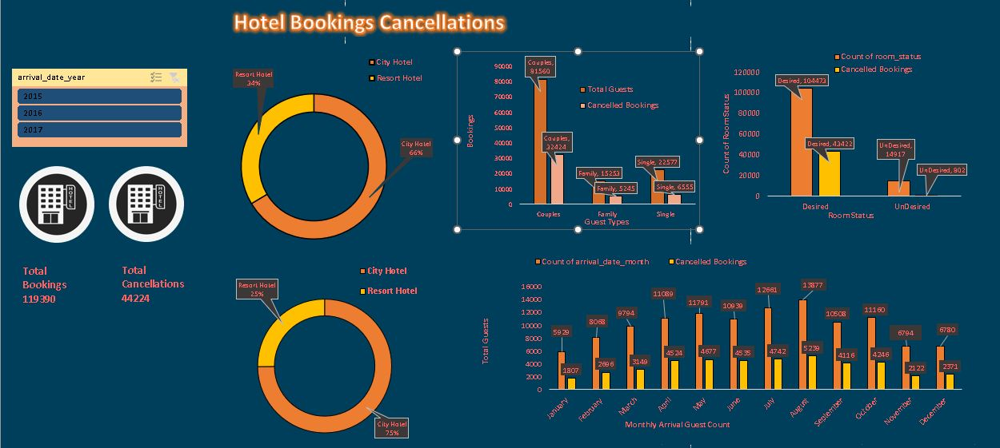 Hotel Bookings Cancellations
arrival_date_year
2015
2016
2017
HOTEL
HOTEL
Total
Bookings
119390
Total
Cancellations
44224
City Hotel
Resort Hotel
Resort Hotel
34%
City Hotel
66%
City Hotel
Resort Hotel
Resort Hotel
25%
City Hotel
75%
Bookings
90000
80000
70000
60000
50000
40000
30000
20000
10000
0
Total Guests
Cancelled Bookings
Couples,
81560
Couples,
32424
Family, 15253
Family, 5245
Single, 22577
Single, 6555
Couples
Family
Single
Guest Types
Count of room_status
Cancelled Bookings
Count of RoomStatus
120000
100000
80000
60000
40000
20000
0
Desired, 104473
Desired, 43422
UnDesired,
14917
UnDesired, 802
Desired
UnDesired
RoomStatus
Count of arrival_date_month
Cancelled Bookings
Total Guests
16000
14000
12000
10000
8000
6000
4000
2000
0
5929
1807
8068
2696
9794
3149
11089
4524
11791
4677
10939
4535
12661
4742
13877
5239
10508
4116
11160
4246
6794
2122
6780
2371
January
February
March
April
May
June
July
August
September
October
November
December
Monthly Arrival Guest Count